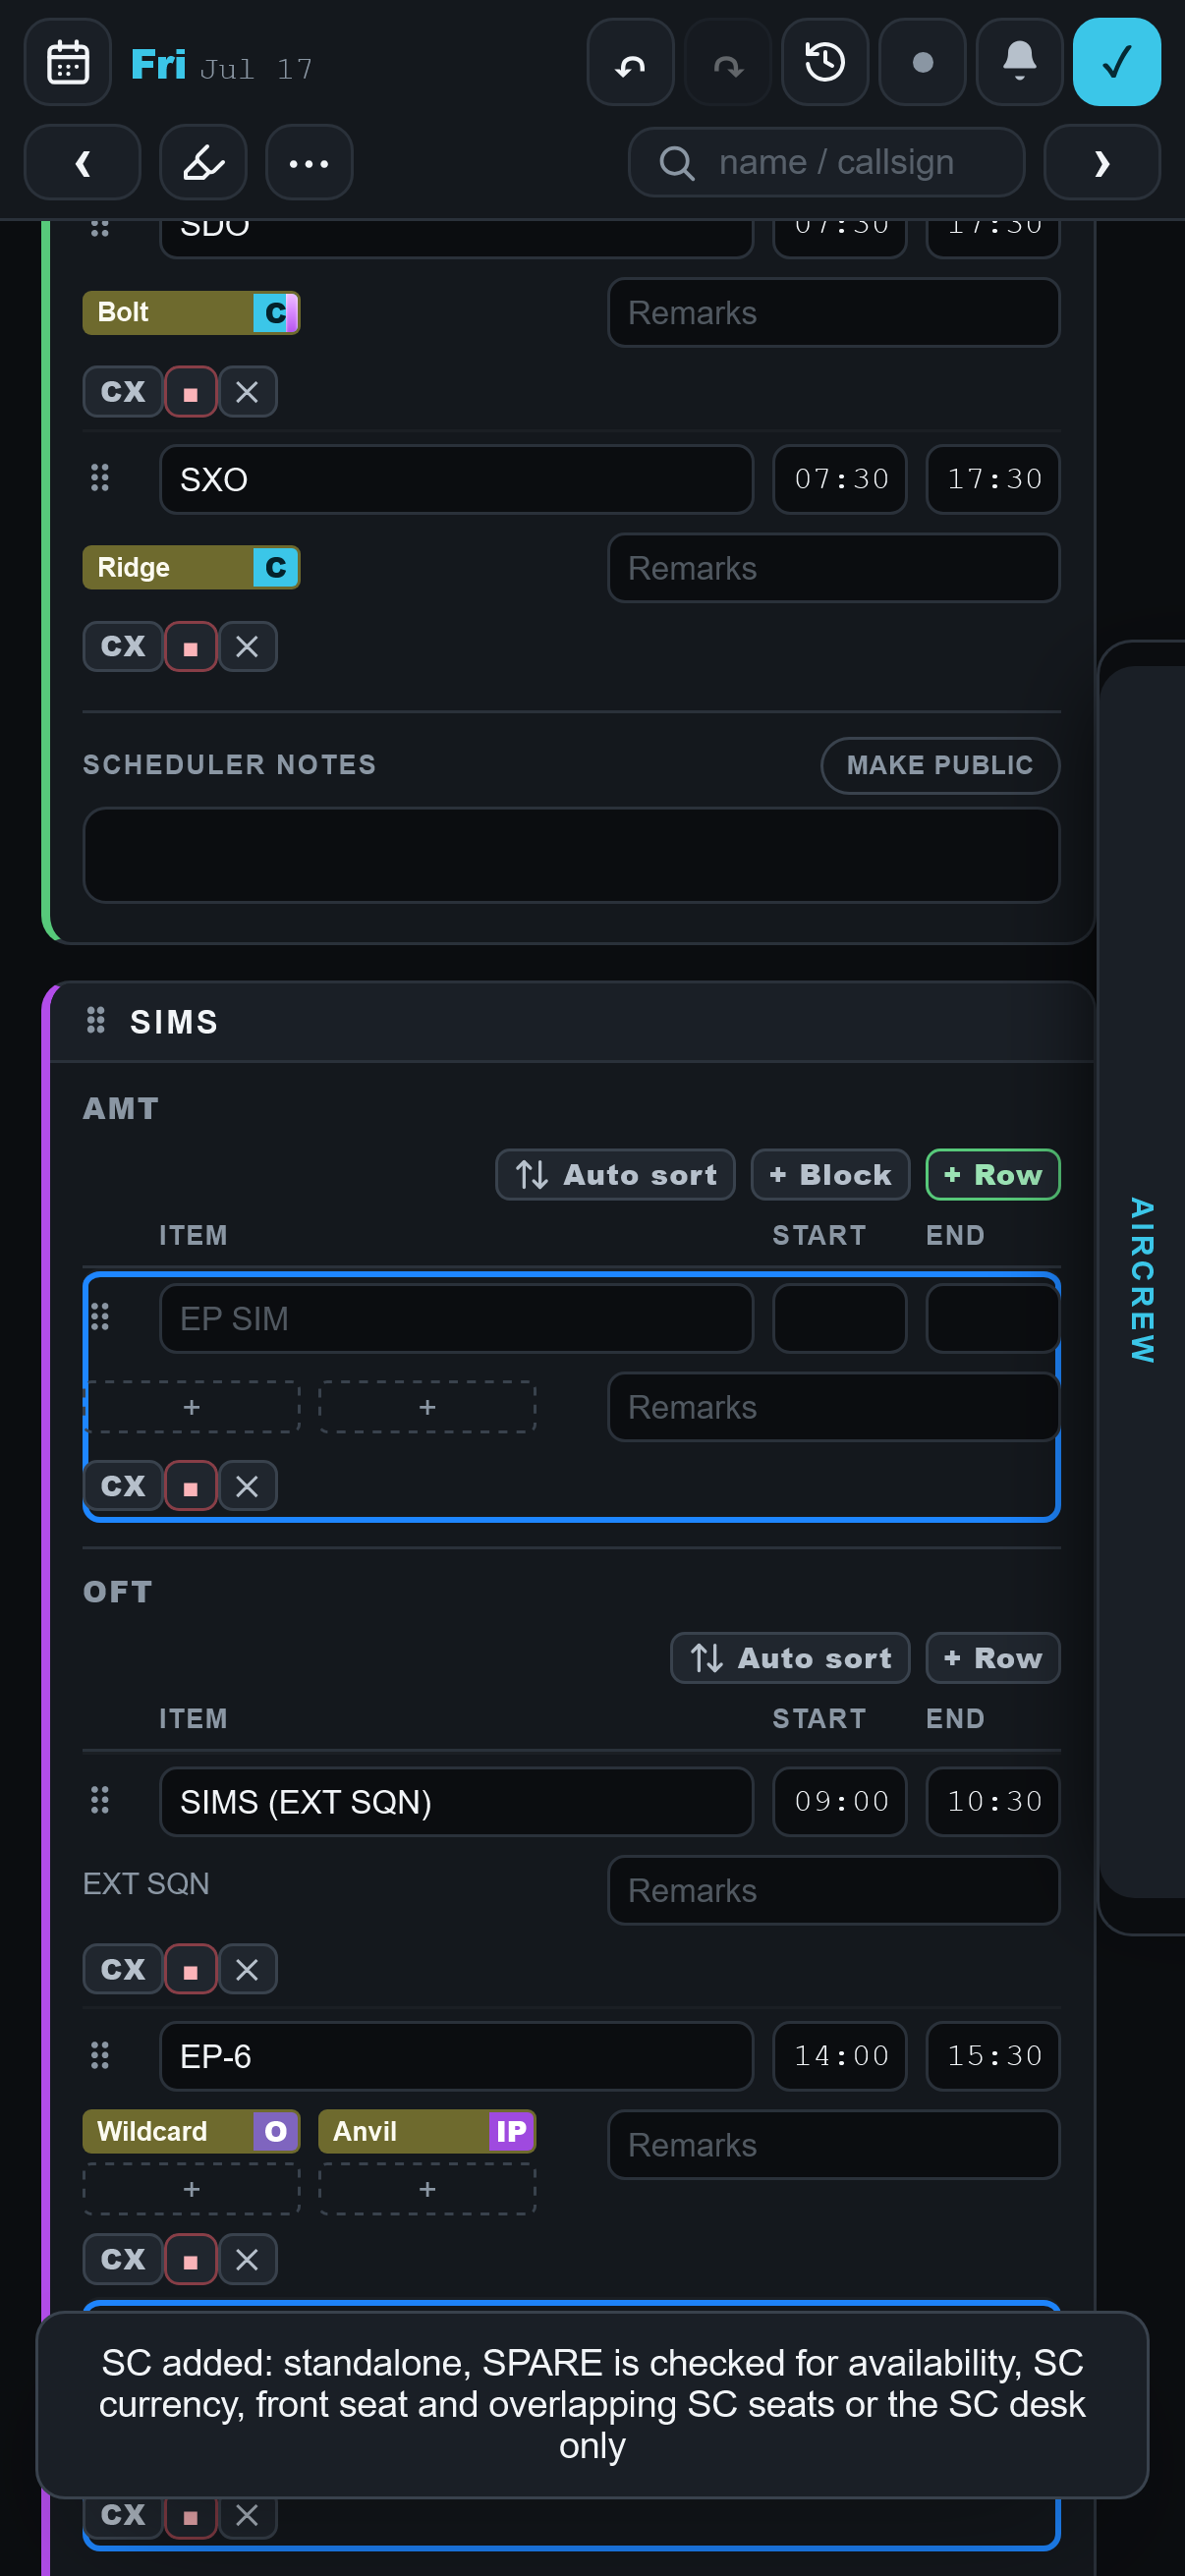 Fri Jul 17
name / callsign
SDO 07:30 17:30
Bolt C Remarks
CX
SXO 07:30 17:30
Ridge C Remarks
CX
SCHEDULER NOTES MAKE PUBLIC
SIMS
AMT
Auto sort + Block + Row
ITEM START END
EP SIM
+ + Remarks
CX
AIRCREW
OFT
Auto sort + Row
ITEM START END
SIMS (EXT SQN) 09:00 10:30
EXT SQN Remarks
CX
EP-6 14:00 15:30
Wildcard O Anvil IP Remarks
+ +
CX
SC added: standalone, SPARE is checked for availability, SC
currency, front seat and overlapping SC seats or the SC desk
only
CX